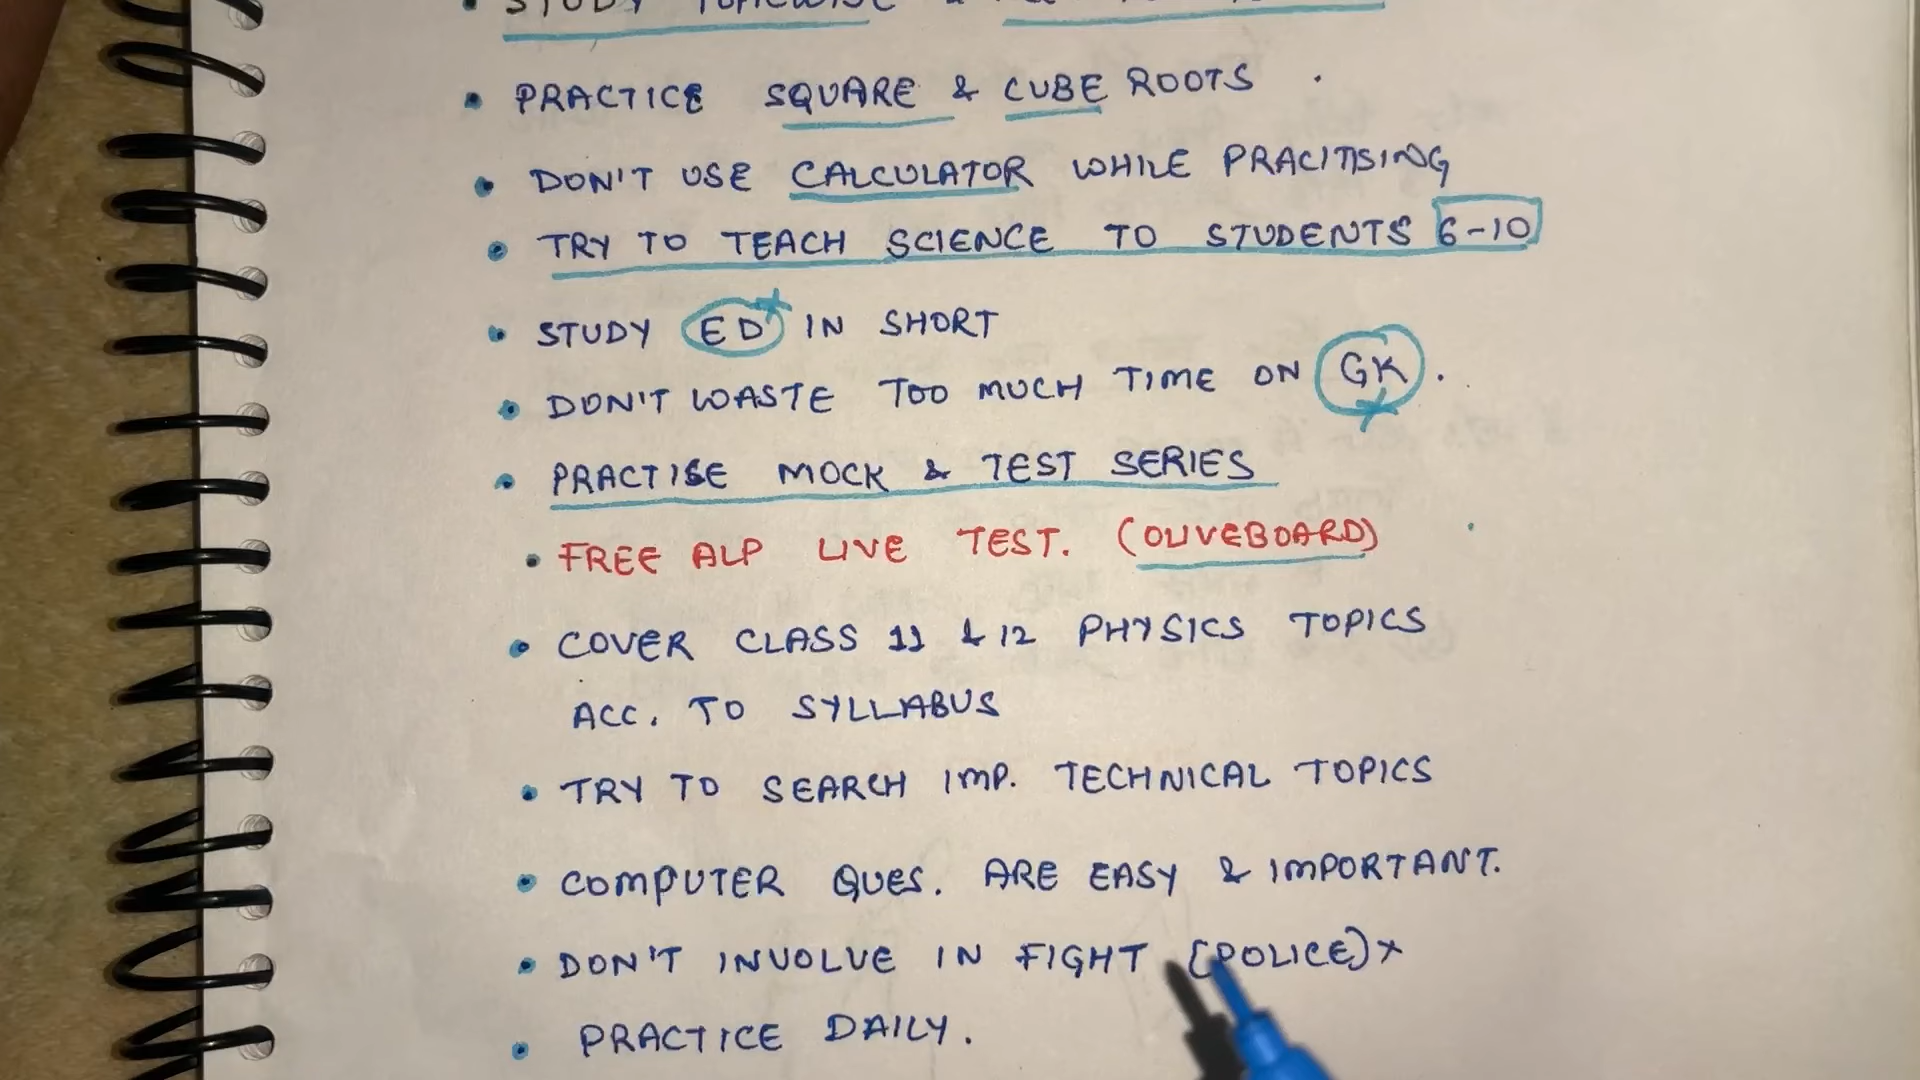 • STUDY TOPICWISE &
• PRACTICE SQUARE & CUBE ROOTS .
• DON'T USE CALCULATOR WHILE PRACITISING
• TRY TO TEACH SCIENCE TO STUDENTS 6-10
• STUDY ED IN SHORT
• DON'T WASTE TOO MUCH TIME ON GK .
• PRACTISE MOCK & TEST SERIES
• FREE ALP LIVE TEST. (OLIVEBOARD)
• COVER CLASS 11 & 12 PHYSICS TOPICS
ACC. TO SYLLABUS
• TRY TO SEARCH IMP. TECHNICAL TOPICS
• COMPUTER QUES. ARE EASY & IMPORTANT.
• DON'T INVOLVE IN FIGHT (POLICE) x
• PRACTICE DAILY.